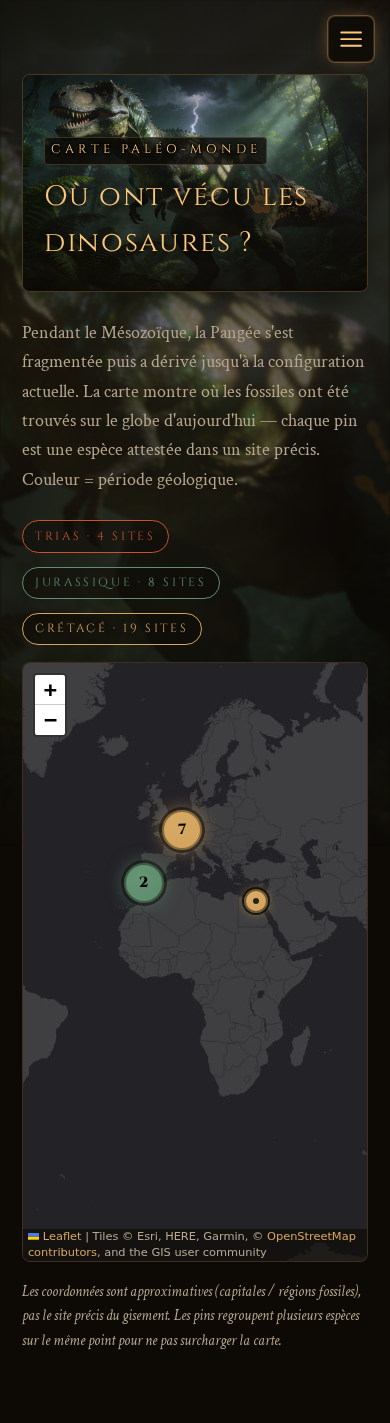 CARTE PALÉO-MONDE
OÙ ONT VÉCU LES
DINOSAURES ?
Pendant le Mésozoïque, la Pangée s'est
fragmentée puis a dérivé jusqu'à la configuration
actuelle. La carte montre où les fossiles ont été
trouvés sur le globe d'aujourd'hui — chaque pin
est une espèce attestée dans un site précis.
Couleur = période géologique.
TRIAS · 4 SITES
JURASSIQUE · 8 SITES
CRÉTACÉ · 19 SITES
+
−
7
2
Leaflet | Tiles © Esri, HERE, Garmin, © OpenStreetMap
contributors, and the GIS user community
Les coordonnées sont approximatives (capitales / régions fossiles),
pas le site précis du gisement. Les pins regroupent plusieurs espèces
sur le même point pour ne pas surcharger la carte.